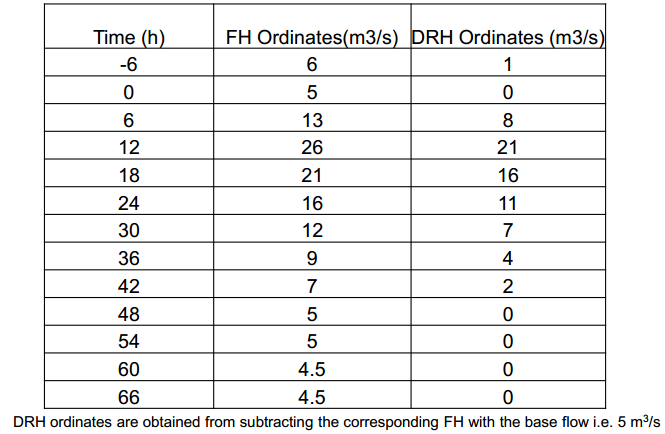 Time (h) FH Ordinates(m3/s) DRH Ordinates (m3/s)
-6 6 1
0 5 0
6 13 8
12 26 21
18 21 16
24 16 11
30 12 7
36 9 4
42 7 2
48 5 0
54 5 0
60 4.5 0
66 4.5 0
DRH ordinates are obtained from subtracting the corresponding FH with the base flow i.e. 5 m³/s